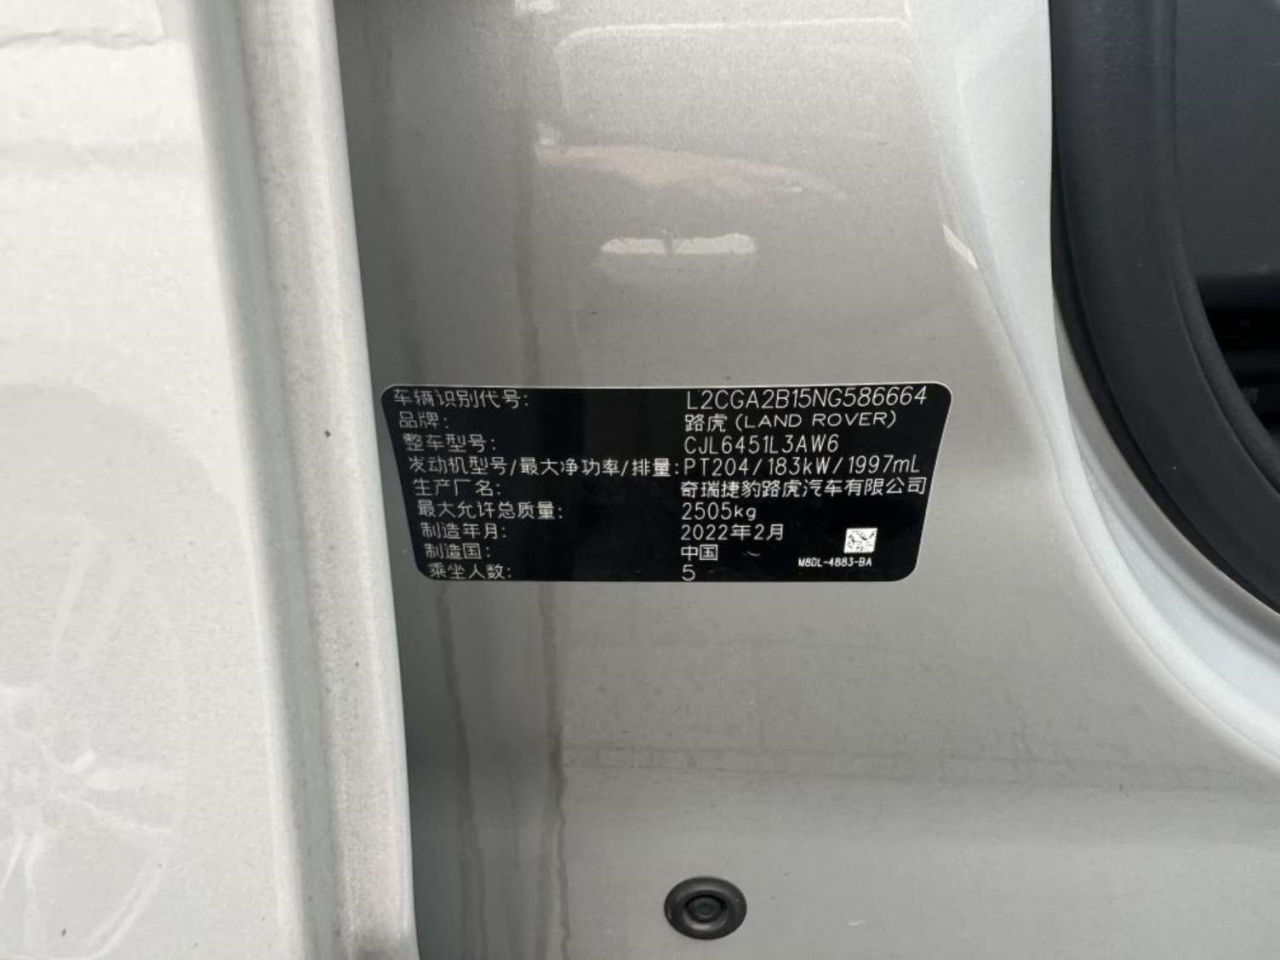 车辆识别代号: L2CGA2B15NG586664
品牌: 路虎(LAND ROVER)
整车型号: CJL6451L3AW6
发动机型号/最大净功率/排量: PT204/183kW/1997mL
生产厂名: 奇瑞捷豹路虎汽车有限公司
最大允许总质量: 2505kg
制造年月: 2022年2月
制造国: 中国
M8DL-4883-BA
乘坐人数: 5